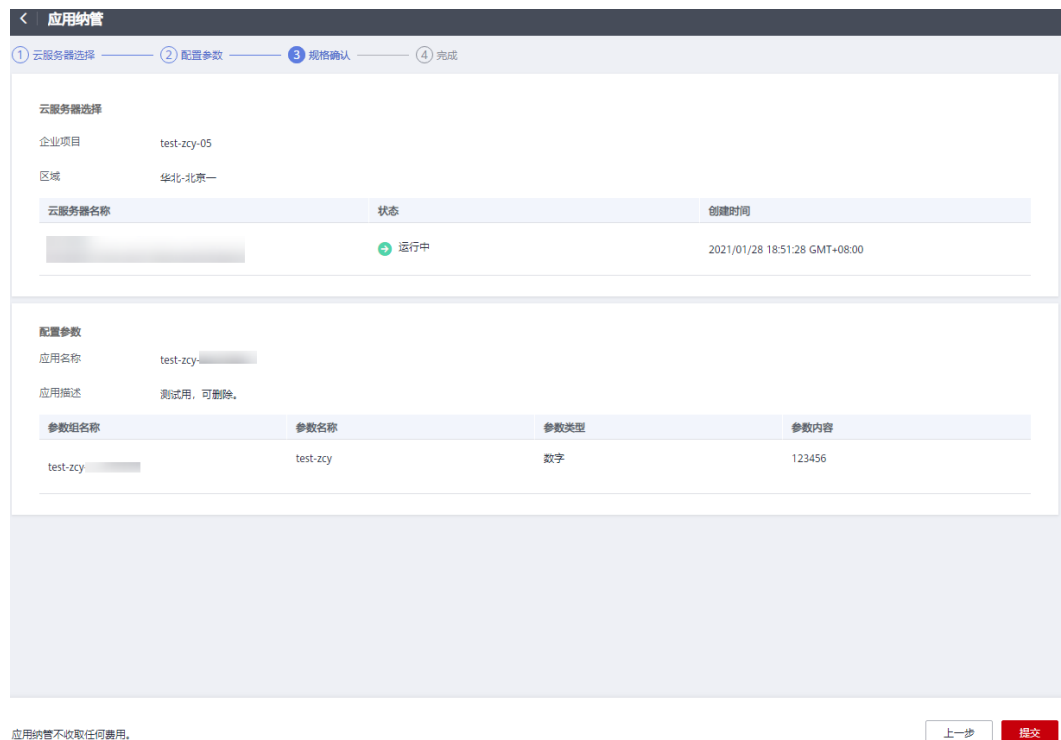 应用纳管
1 云服务器选择 2 配置参数 3 规格确认 4 完成
云服务器选择
企业项目 test-zcy-05
区域 华北-北京一
云服务器名称 状态 创建时间
运行中 2021/01/28 18:51:28 GMT+08:00
配置参数
应用名称 test-zcy-
应用描述 测试用，可删除。
参数组名称 参数名称 参数类型 参数内容
test-zcy- test-zcy 数字 123456
应用纳管不收取任何费用。 上一步 提交